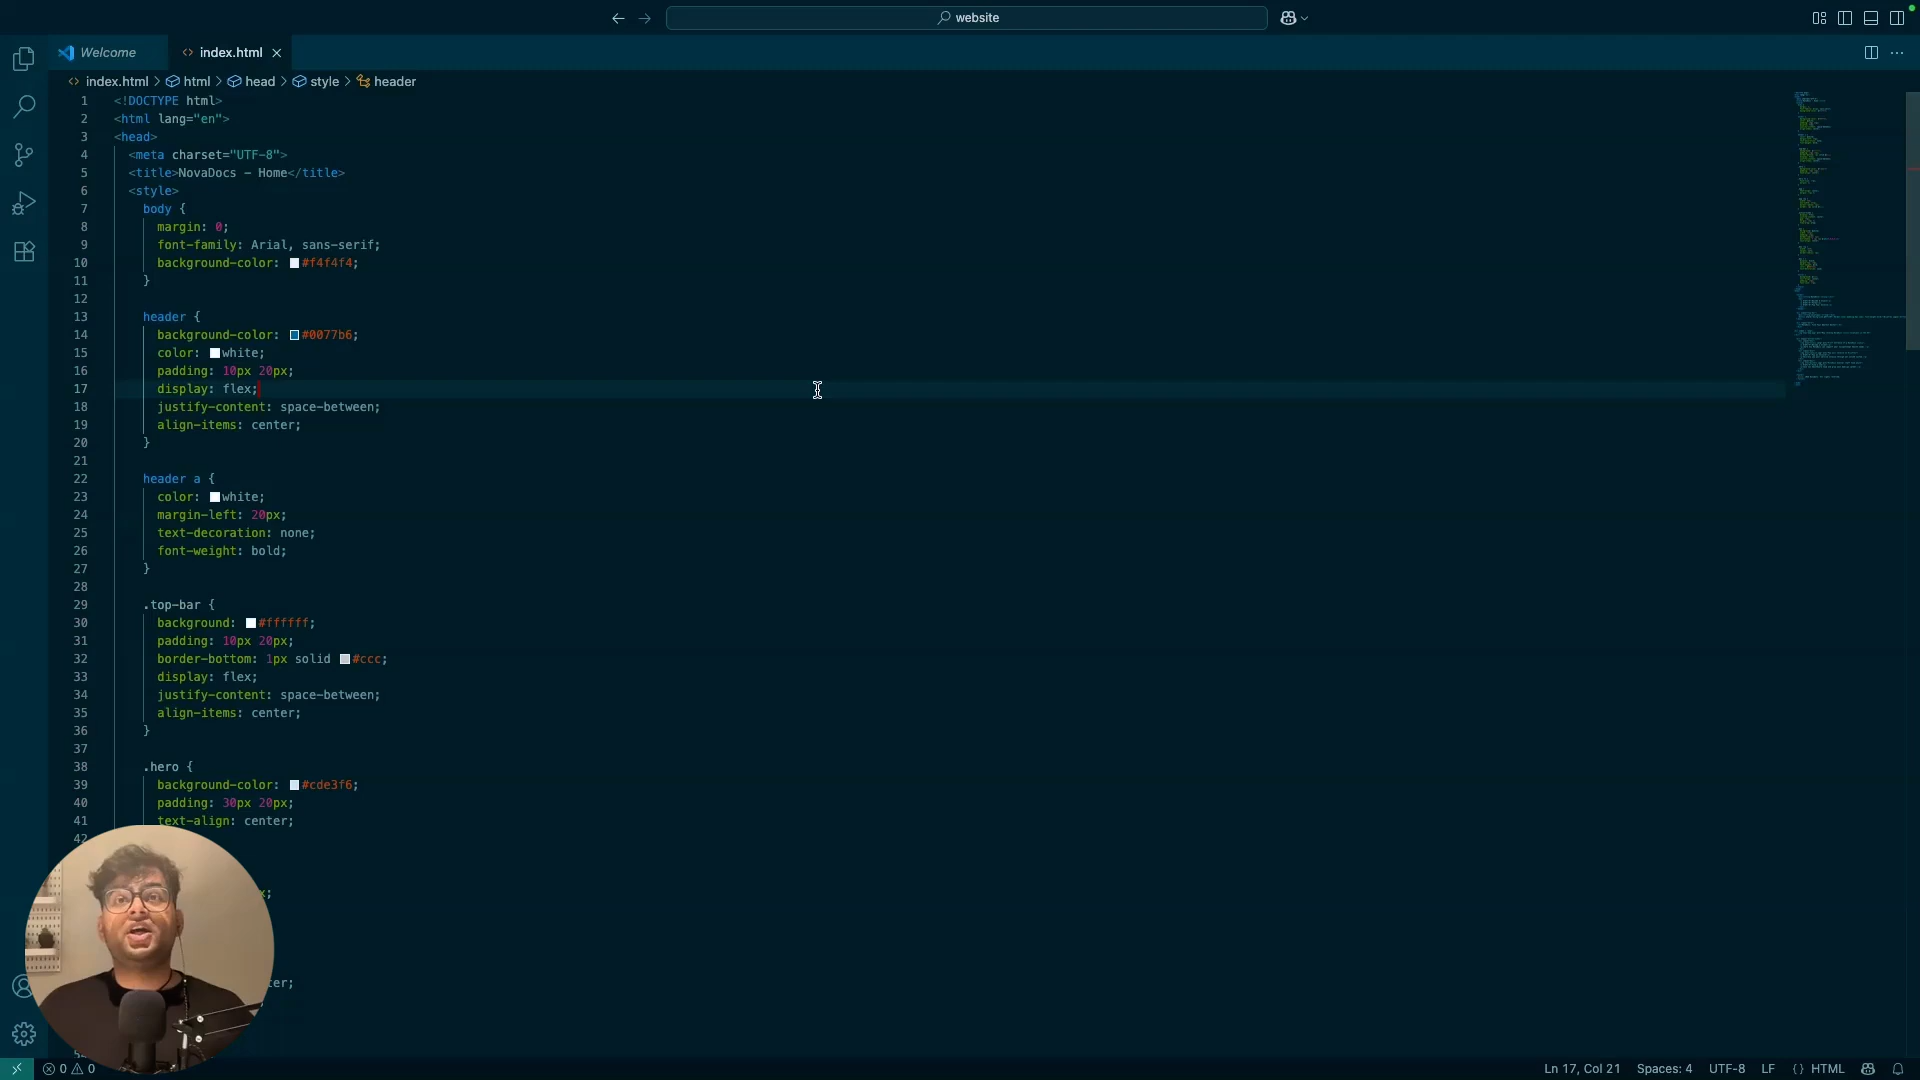 website
Welcome
index.html
index.html > html > head > style > header
1 <!DOCTYPE html>
2 <html lang="en">
3 <head>
4 <meta charset="UTF-8">
5 <title>NovaDocs – Home</title>
6 <style>
7 body {
8 margin: 0;
9 font-family: Arial, sans-serif;
10 background-color: #f4f4f4;
11 }
12
13 header {
14 background-color: #0077b6;
15 color: white;
16 padding: 10px 20px;
17 display: flex;
18 justify-content: space-between;
19 align-items: center;
20 }
21
22 header a {
23 color: white;
24 margin-left: 20px;
25 text-decoration: none;
26 font-weight: bold;
27 }
28
29 .top-bar {
30 background: #ffffff;
31 padding: 10px 20px;
32 border-bottom: 1px solid #ccc;
33 display: flex;
34 justify-content: space-between;
35 align-items: center;
36 }
37
38 .hero {
39 background-color: #cde3f6;
40 padding: 30px 20px;
41 text-align: center;
42
x;
ter;
0 0
Ln 17, Col 21 Spaces: 4 UTF-8 LF {} HTML